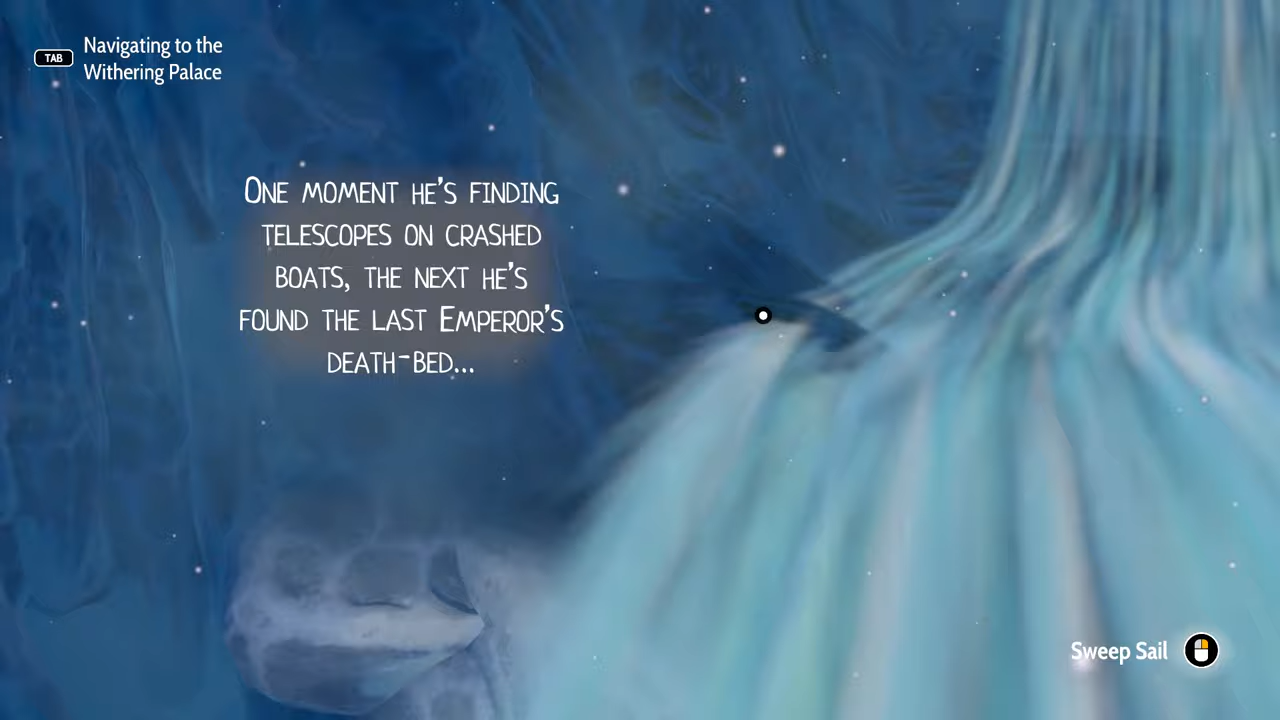 TAB
Navigating to the
Withering Palace
ONE MOMENT HE'S FINDING
TELESCOPES ON CRASHED
BOATS, THE NEXT HE'S
FOUND THE LAST EMPEROR'S
DEATH-BED...
Sweep Sail